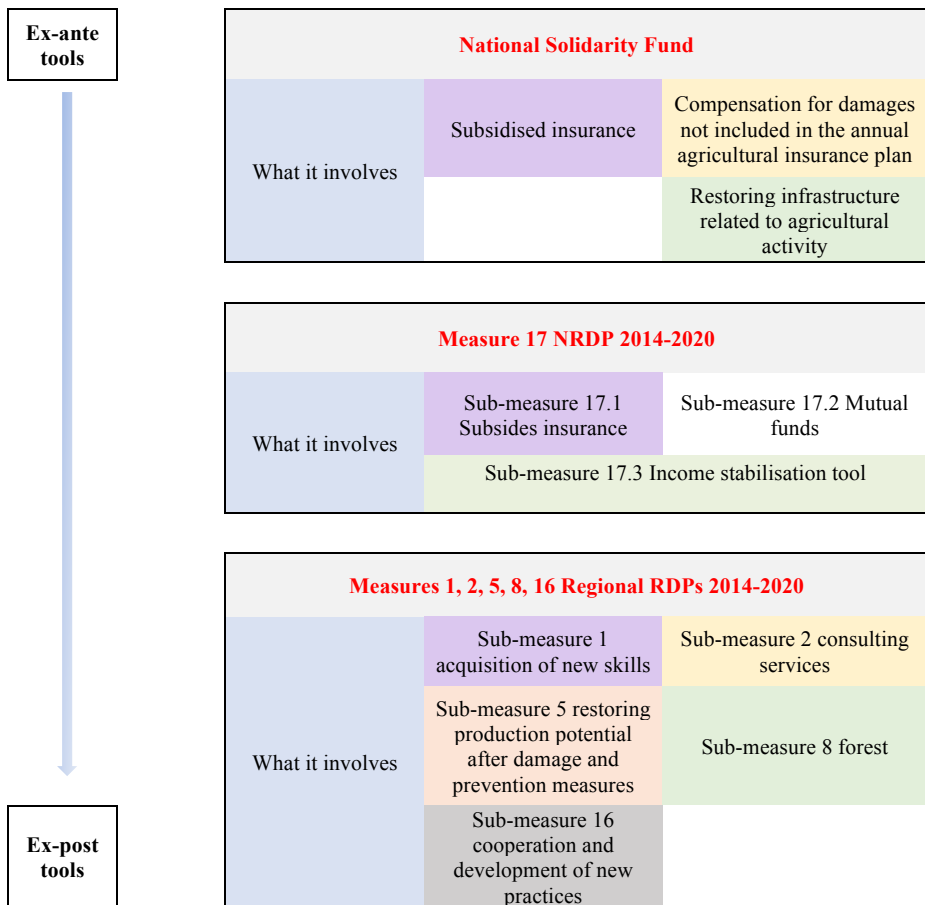 Ex-ante
tools
National Solidarity Fund
What it involves
Subsidised insurance
Compensation for damages
not included in the annual
agricultural insurance plan
Restoring infrastructure
related to agricultural
activity
Measure 17 NRDP 2014-2020
What it involves
Sub-measure 17.1
Subsides insurance
Sub-measure 17.2 Mutual
funds
Sub-measure 17.3 Income stabilisation tool
Measures 1, 2, 5, 8, 16 Regional RDPs 2014-2020
What it involves
Sub-measure 1
acquisition of new skills
Sub-measure 2 consulting
services
Sub-measure 5 restoring
production potential
after damage and
prevention measures
Sub-measure 8 forest
Sub-measure 16
cooperation and
development of new
practices
Ex-post
tools